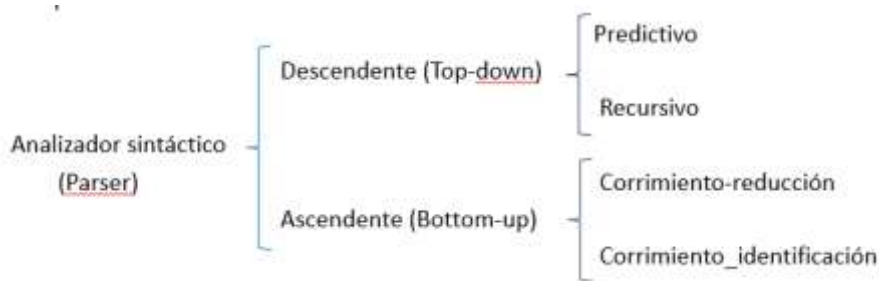 Predictivo
Descendente (Top-down)
Recursivo
Analizador sintáctico
(Parser)
Corrimiento-reducción
Ascendente (Bottom-up)
Corrimiento_identificación